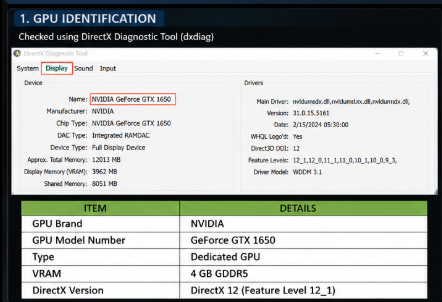 1. GPU IDENTIFICATION
Checked using DirectX Diagnostic Tool (dxdiag)
DirectX Diagnostic Tool
System Display Sound Input
Device
Name: NVIDIA GeForce GTX 1650
Manufacturer: NVIDIA
Chip Type: NVIDIA GeForce GTX 1650
DAC Type: Integrated RAMDAC
Device Type: Full Display Device
Approx. Total Memory: 12013 MB
Display Memory (VRAM): 3962 MB
Shared Memory: 8051 MB
Drivers
Main Driver: nvldumdx.dll,nvldumdxx.dll,nvldumdx.dll,
Version: 31.0.15.5161
Date: 2/15/2024 05:30:00
WHQL Logo'd: Yes
Direct3D DDI: 12
Feature Levels: 12_1,12_0,11_1,11_0,10_1,10_0,9_3,
Driver Model: WDDM 3.1
ITEM DETAILS
GPU Brand NVIDIA
GPU Model Number GeForce GTX 1650
Type Dedicated GPU
VRAM 4 GB GDDR5
DirectX Version DirectX 12 (Feature Level 12_1)